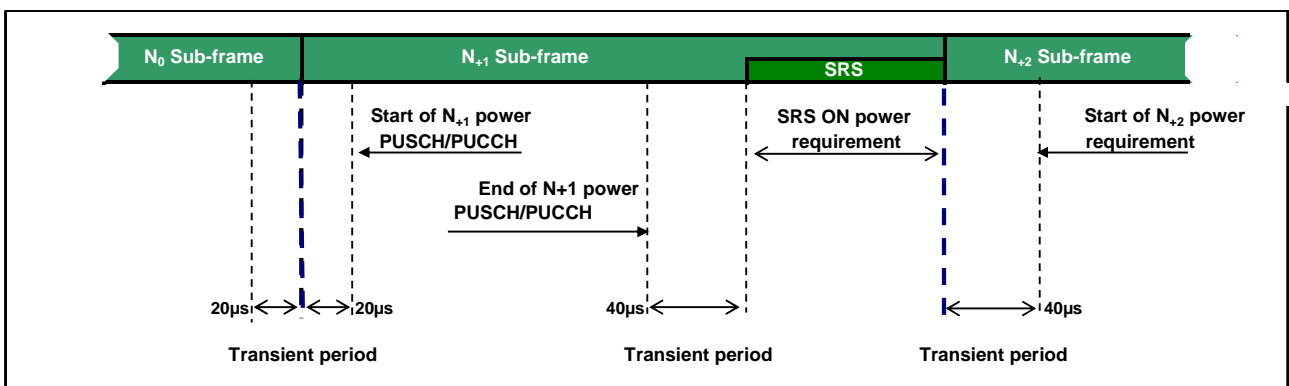 N0 Sub-frame
N+1 Sub-frame
N+2 Sub-frame
SRS
Start of N+1 power
PUSCH/PUCCH
SRS ON power
requirement
Start of N+2 power
requirement
End of N+1 power
PUSCH/PUCCH
20µs
20µs
40µs
40µs
Transient period
Transient period
Transient period